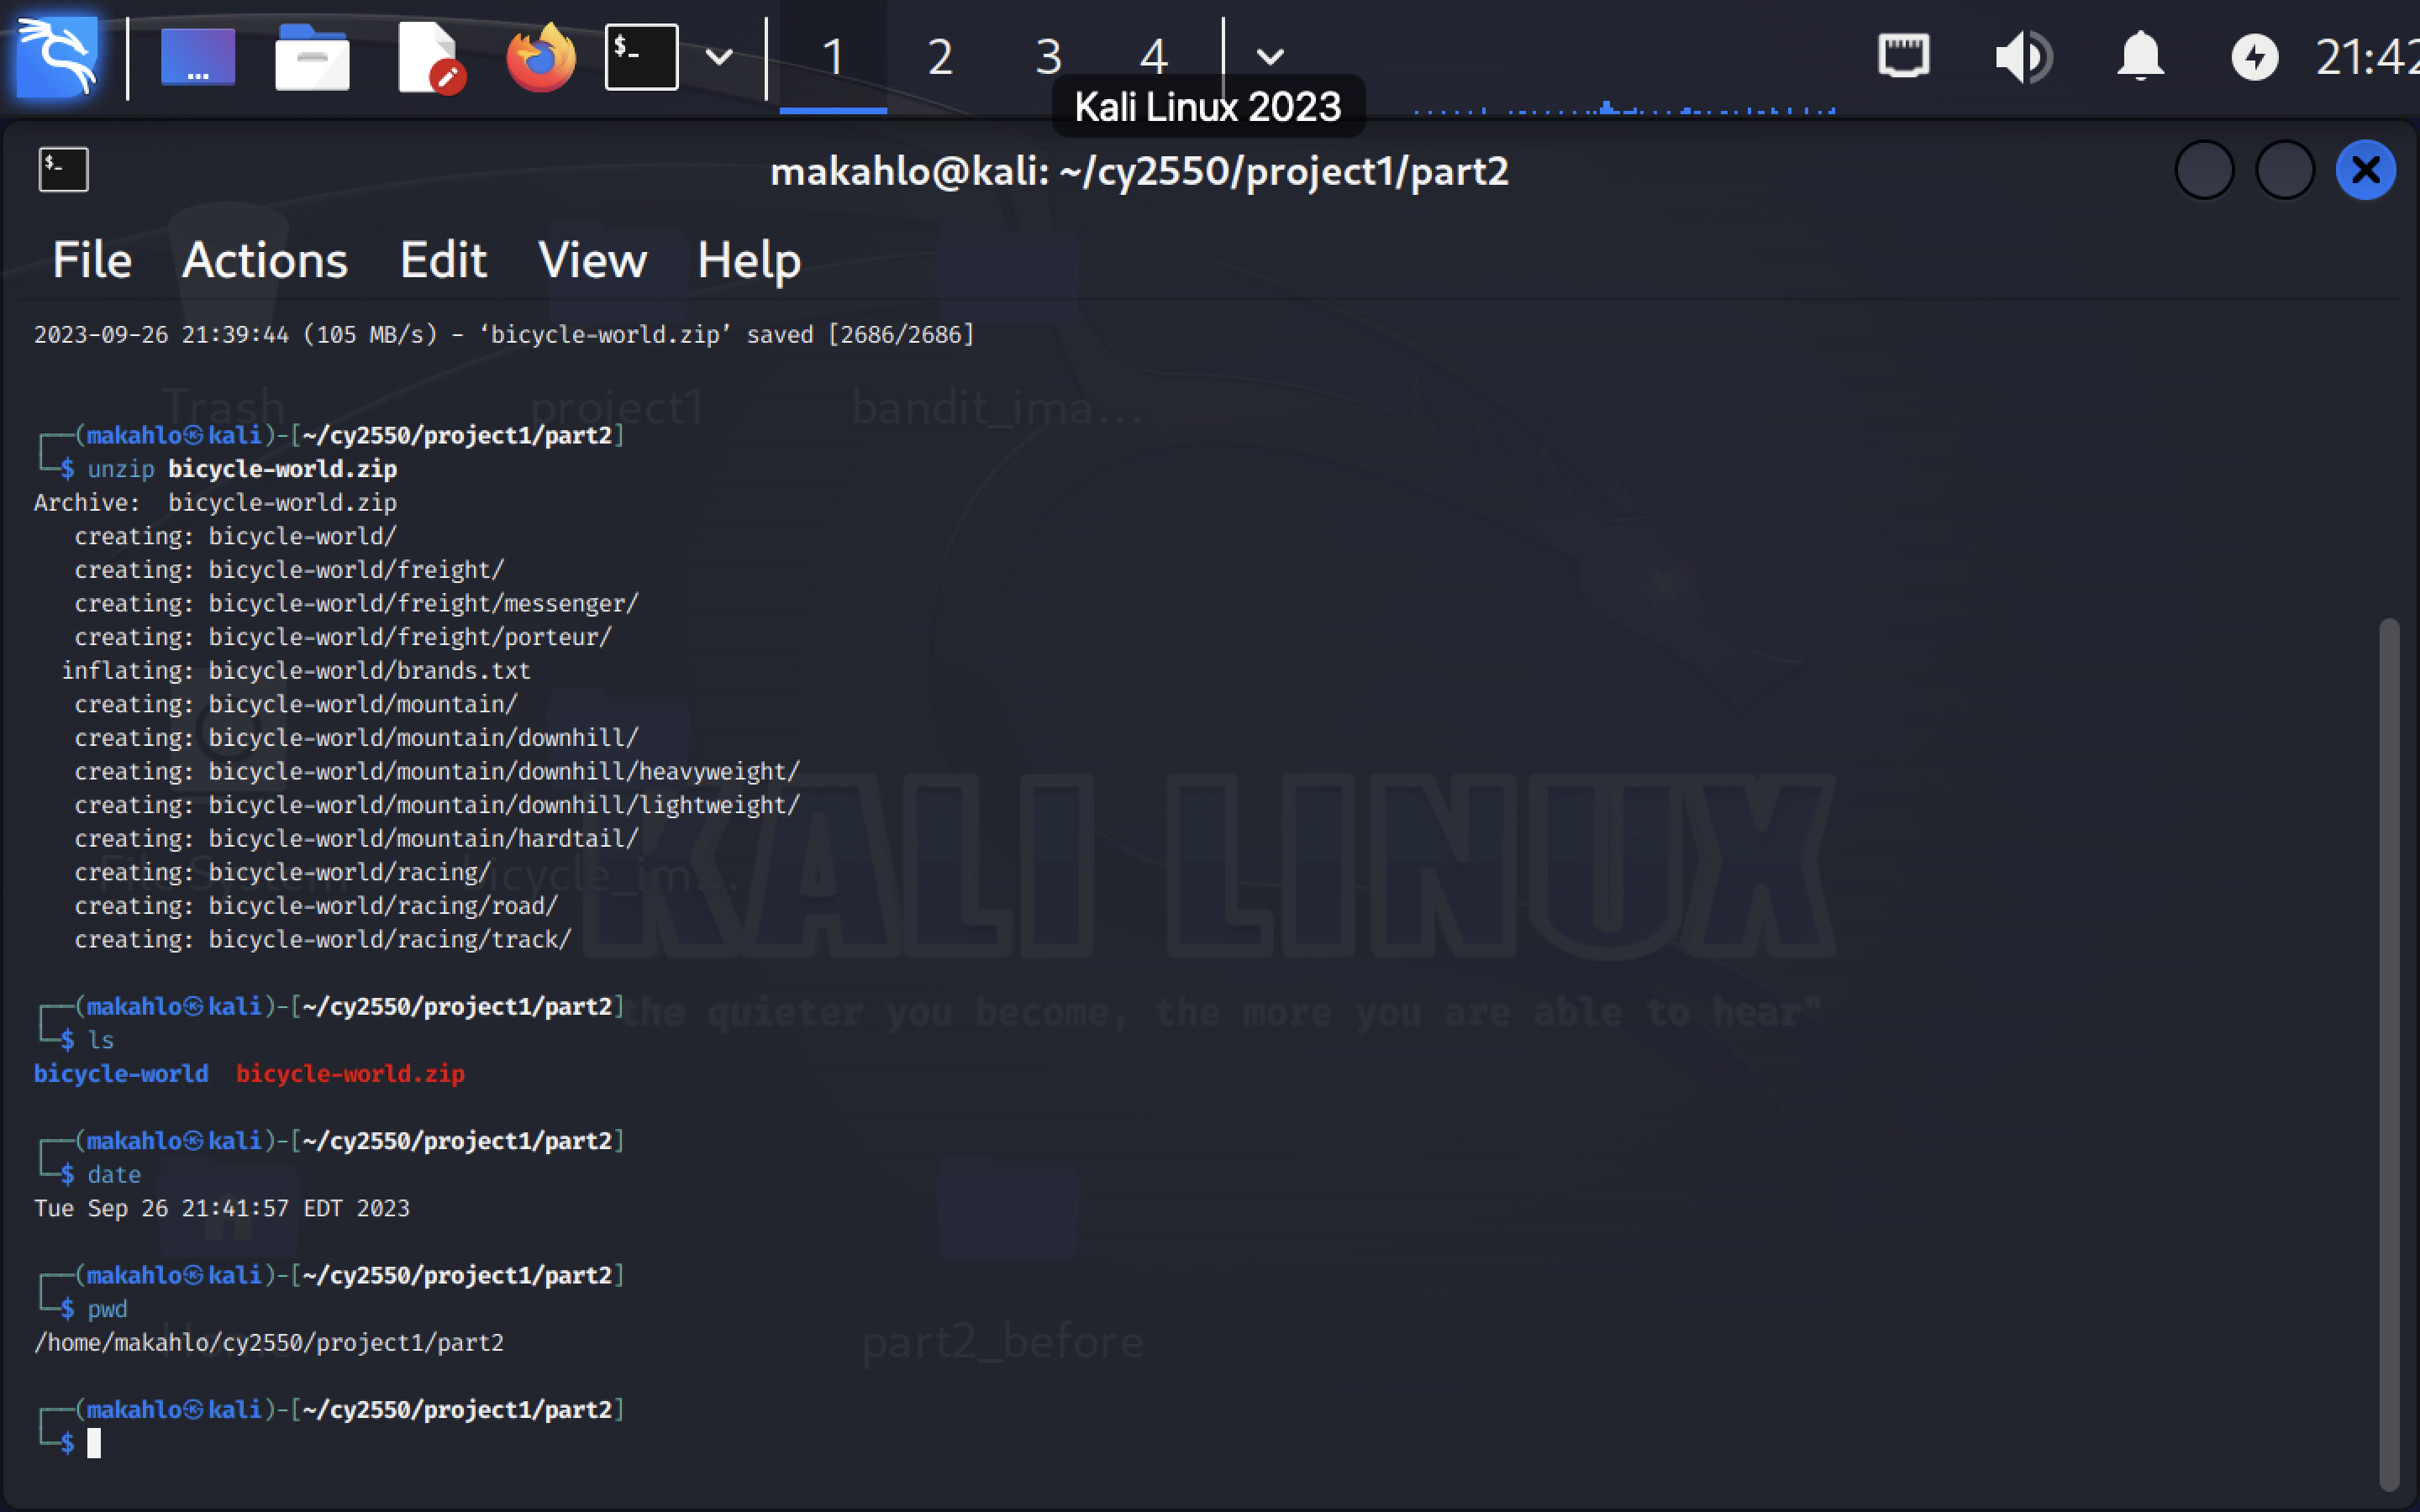 1 2 3 4 21:42
Kali Linux 2023
makahlo@kali: ~/cy2550/project1/part2
File Actions Edit View Help
2023-09-26 21:39:44 (105 MB/s) - ‘bicycle-world.zip’ saved [2686/2686]
Trash project1 bandit_ima...
┌──(makahlo㉿kali)-[~/cy2550/project1/part2]
└─$ unzip bicycle-world.zip
Archive:  bicycle-world.zip
   creating: bicycle-world/
   creating: bicycle-world/freight/
   creating: bicycle-world/freight/messenger/
   creating: bicycle-world/freight/porteur/
  inflating: bicycle-world/brands.txt
   creating: bicycle-world/mountain/
   creating: bicycle-world/mountain/downhill/
   creating: bicycle-world/mountain/downhill/heavyweight/
   creating: bicycle-world/mountain/downhill/lightweight/
   creating: bicycle-world/mountain/hardtail/
   creating: bicycle-world/racing/
File System bicycle_im...
KALI LINUX
   creating: bicycle-world/racing/road/
   creating: bicycle-world/racing/track/
┌──(makahlo㉿kali)-[~/cy2550/project1/part2]
the quieter you become, the more you are able to hear"
└─$ ls
bicycle-world  bicycle-world.zip
┌──(makahlo㉿kali)-[~/cy2550/project1/part2]
└─$ date
Tue Sep 26 21:41:57 EDT 2023
┌──(makahlo㉿kali)-[~/cy2550/project1/part2]
└─$ pwd
/home/makahlo/cy2550/project1/part2
Home part2_before
┌──(makahlo㉿kali)-[~/cy2550/project1/part2]
└─$